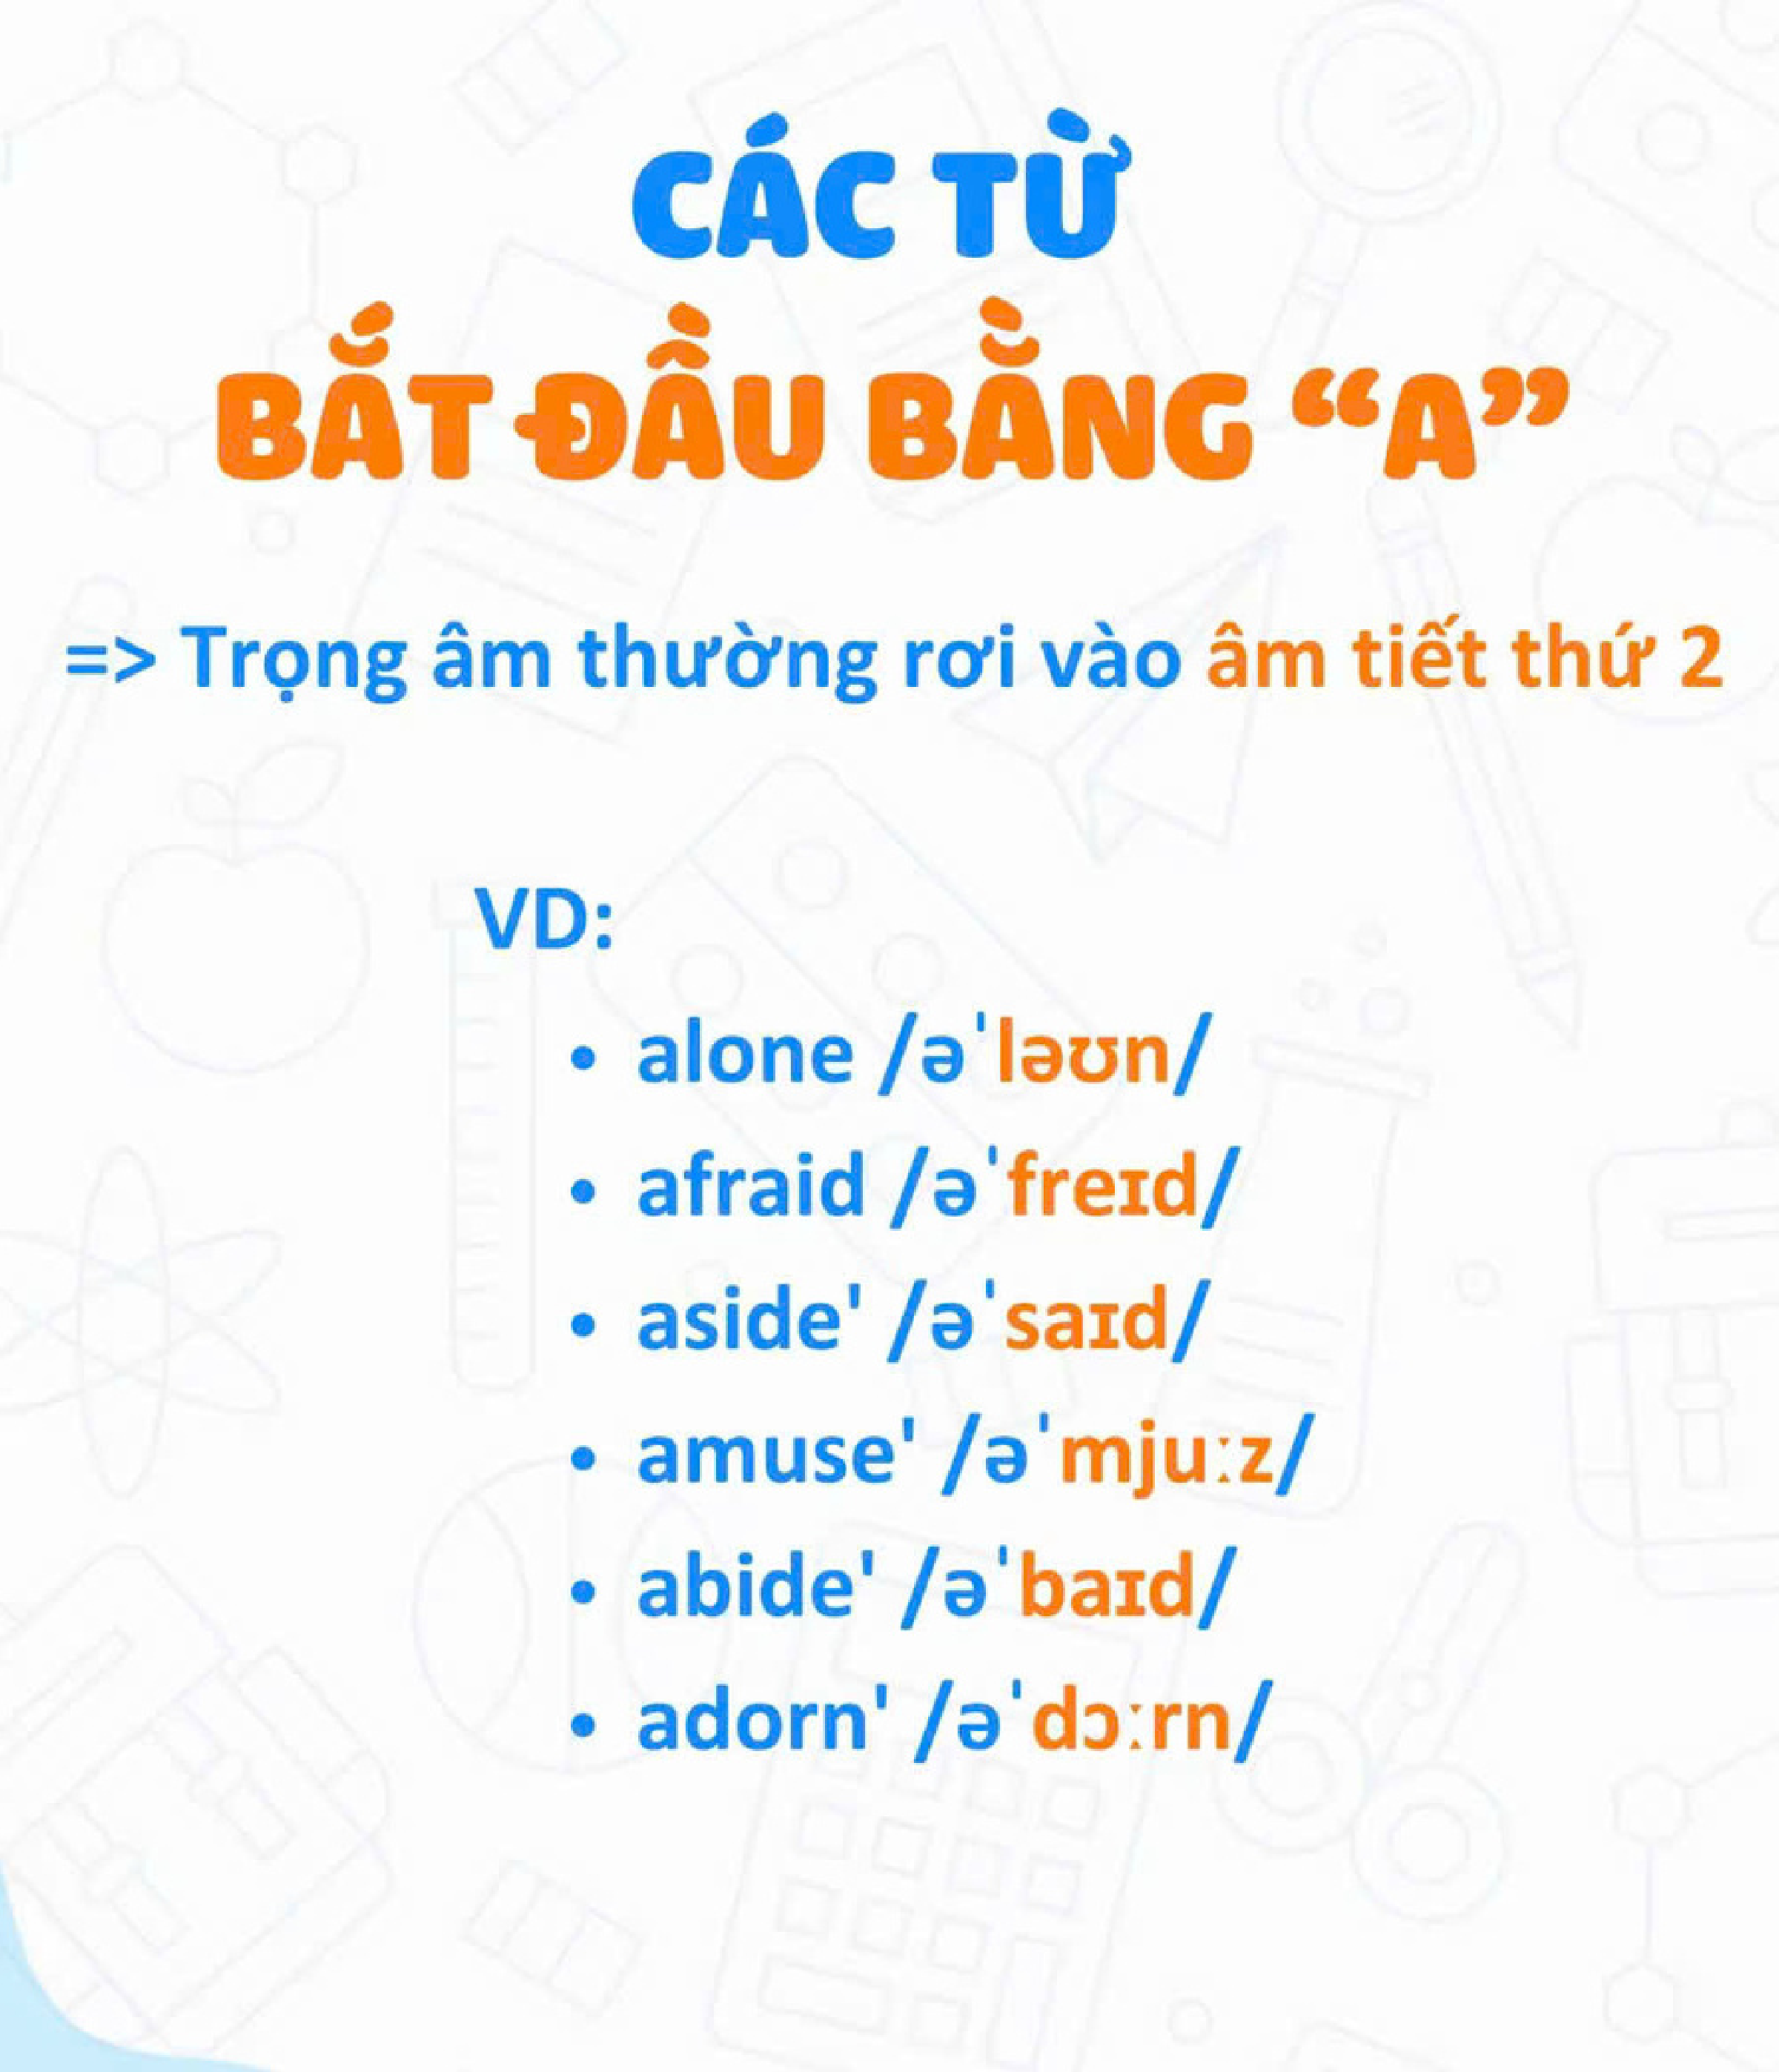 CÁC TỪ
BẮT ĐẦU BẰNG “A”
=> Trọng âm thường rơi vào âm tiết thứ 2
VD:
• alone /əˈləʊn/
• afraid /əˈfreɪd/
• aside' /əˈsaɪd/
• amuse' /əˈmjuːz/
• abide' /əˈbaɪd/
• adorn' /əˈdɔːrn/